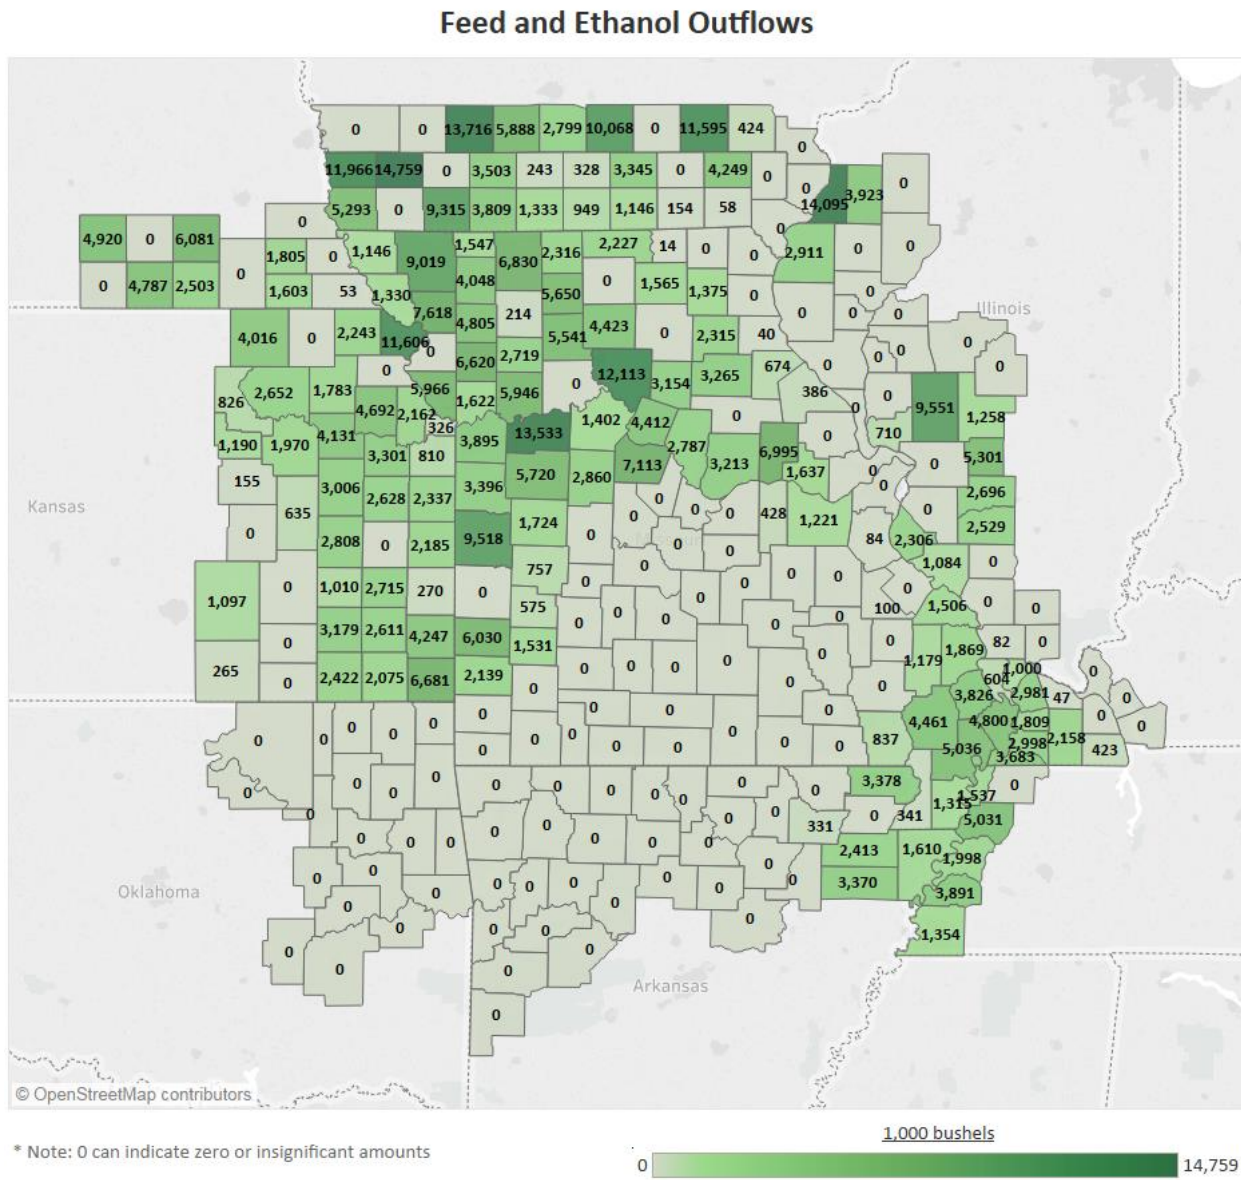 Feed and Ethanol Outflows
0 0 13,716 5,888 2,799 10,068 0 11,595 424
0
11,966 14,759 0 3,503 243 328 3,345 0 4,249 0 0 0
5,293 0 9,315 3,809 1,333 949 1,146 154 58 14,095 3,923
0 0
4,920 0 6,081 1,805 0 1,146 9,019 1,547 6,830 2,316 2,227 14 0 0 2,911 0 0
0 4,787 2,503 0 1,603 53 1,330 4,048 5,650 0 1,565 1,375 0 0
Illinois
4,016 0 2,243 11,606 7,618 4,805 214 5,541 4,423 0 2,315 40 0 0 0
0 0 6,620 2,719 12,113 674 0 0 0 0 0
826 2,652 1,783 5,966 1,622 5,946 0 3,154 3,265 386 0 9,551 1,258
4,692 2,162 326 13,533 1,402 4,412 0 0 710
1,190 1,970 4,131 3,301 810 3,895 2,787 0 5,301
155 3,006 3,396 5,720 2,860 7,113 3,213 6,995 1,637 0 0 0 2,696
Kansas
635 2,628 2,337 0 0 0 428 1,221 0 2,529
0 2,808 0 2,185 9,518 1,724 0 0 0 0 84 2,306
Missouri
1,097 0 1,010 2,715 270 0 757 0 0 0 0 0 0 1,084 0
575 0 0 0 0 0 0 100 0 1,506 0 0
0 3,179 2,611 4,247 6,030 1,531 0 0 0 1,179 1,869 82 0
265 0 2,422 2,075 6,681 2,139 0 0 0 0 0 0 604 1,000 0
0 0 0 0 3,826 2,981 47 0
0 0 0 0 0 0 0 0 0 0 0 0 0 837 4,461 4,800 1,809 2,158 0 0
5,036 2,998 423
3,683
0 0 0 0 0 0 0 0 0 0 0 3,378 1,537 0
0 0 0 0 331 0 341 1,315 5,031
0 0 0 0 0 0 0 0 2,413 1,610 1,998
Oklahoma
0 0 0 0 0 0 0 0 0 3,370 3,891
0 0 0 0 0 0 1,354
0 0 0 0
Arkansas
0
© OpenStreetMap contributors
* Note: 0 can indicate zero or insignificant amounts
1,000 bushels
0 14,759